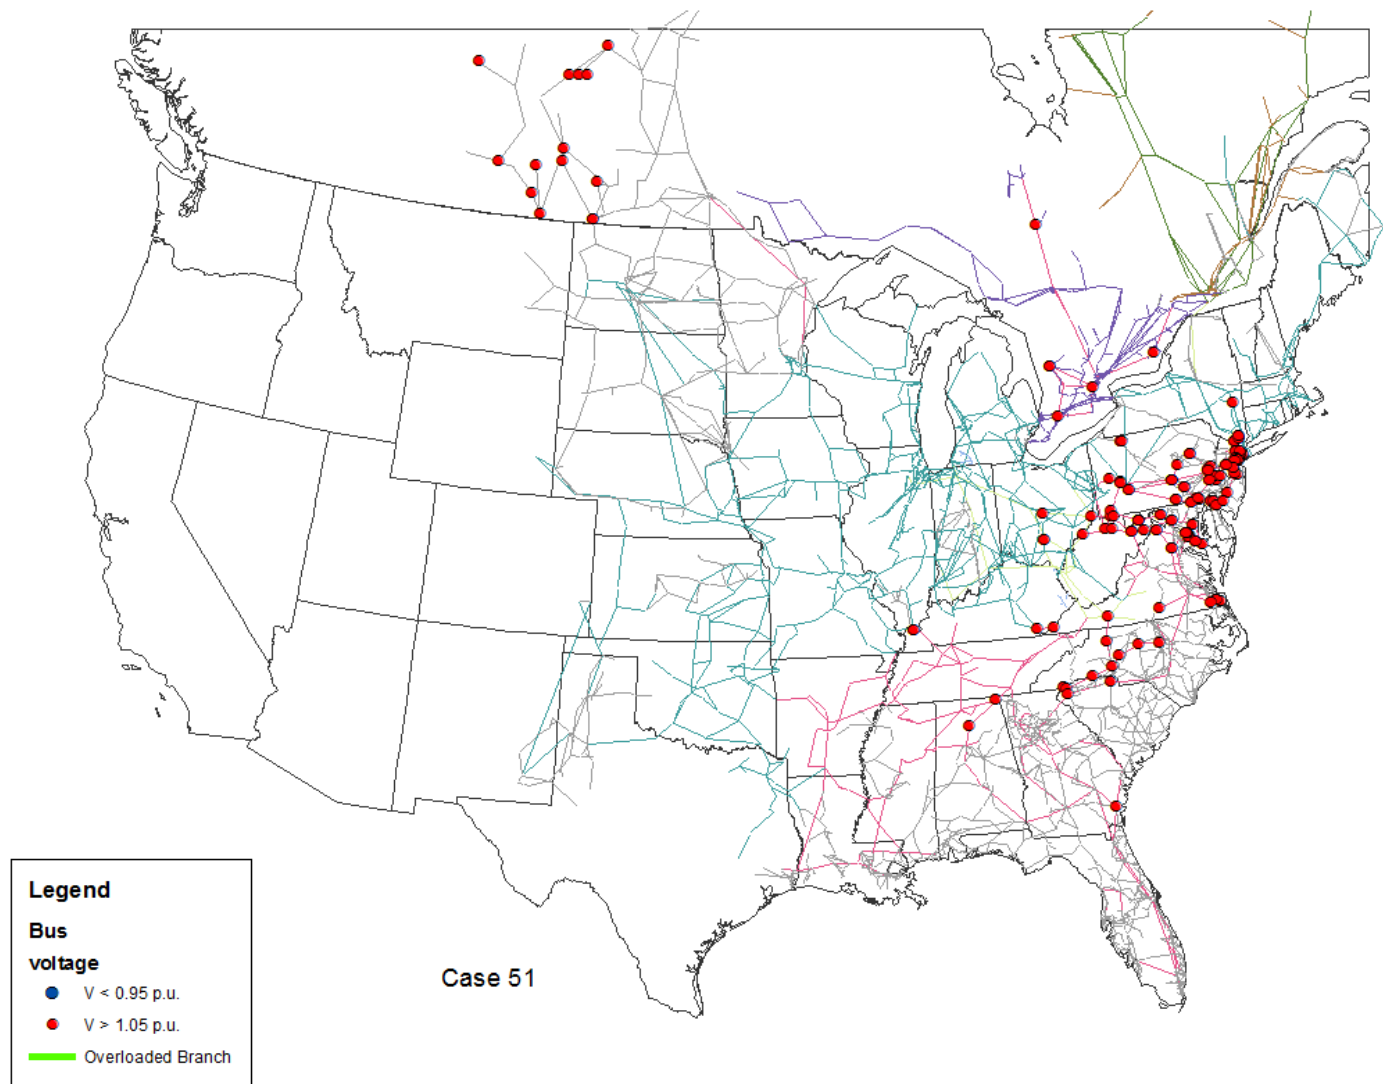 Legend
Bus
voltage
V < 0.95 p.u.
V > 1.05 p.u.
Overloaded Branch
Case 51